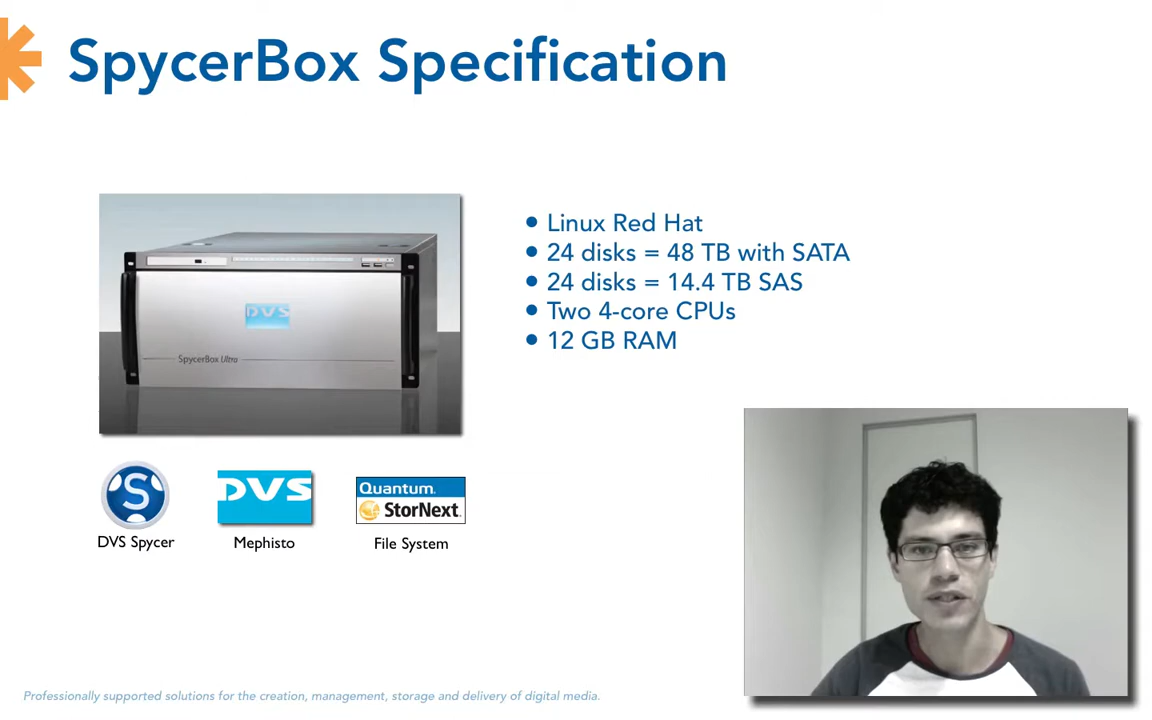 SpycerBox Specification
DVS
SpycerBox Ultra
• Linux Red Hat
• 24 disks = 48 TB with SATA
• 24 disks = 14.4 TB SAS
• Two 4-core CPUs
• 12 GB RAM
S
DVS Spycer
DVS
Mephisto
Quantum.
StorNext
File System
Professionally supported solutions for the creation, management, storage and delivery of digital media.